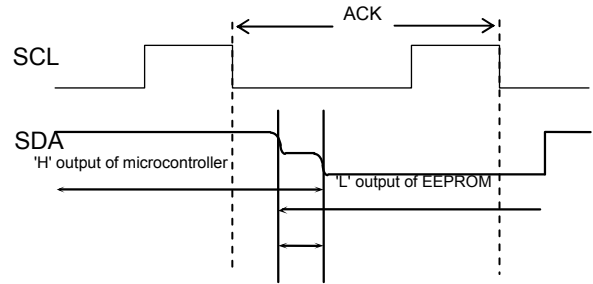 ACK
SCL
SDA
'H' output of microcontroller
'L' output of EEPROM